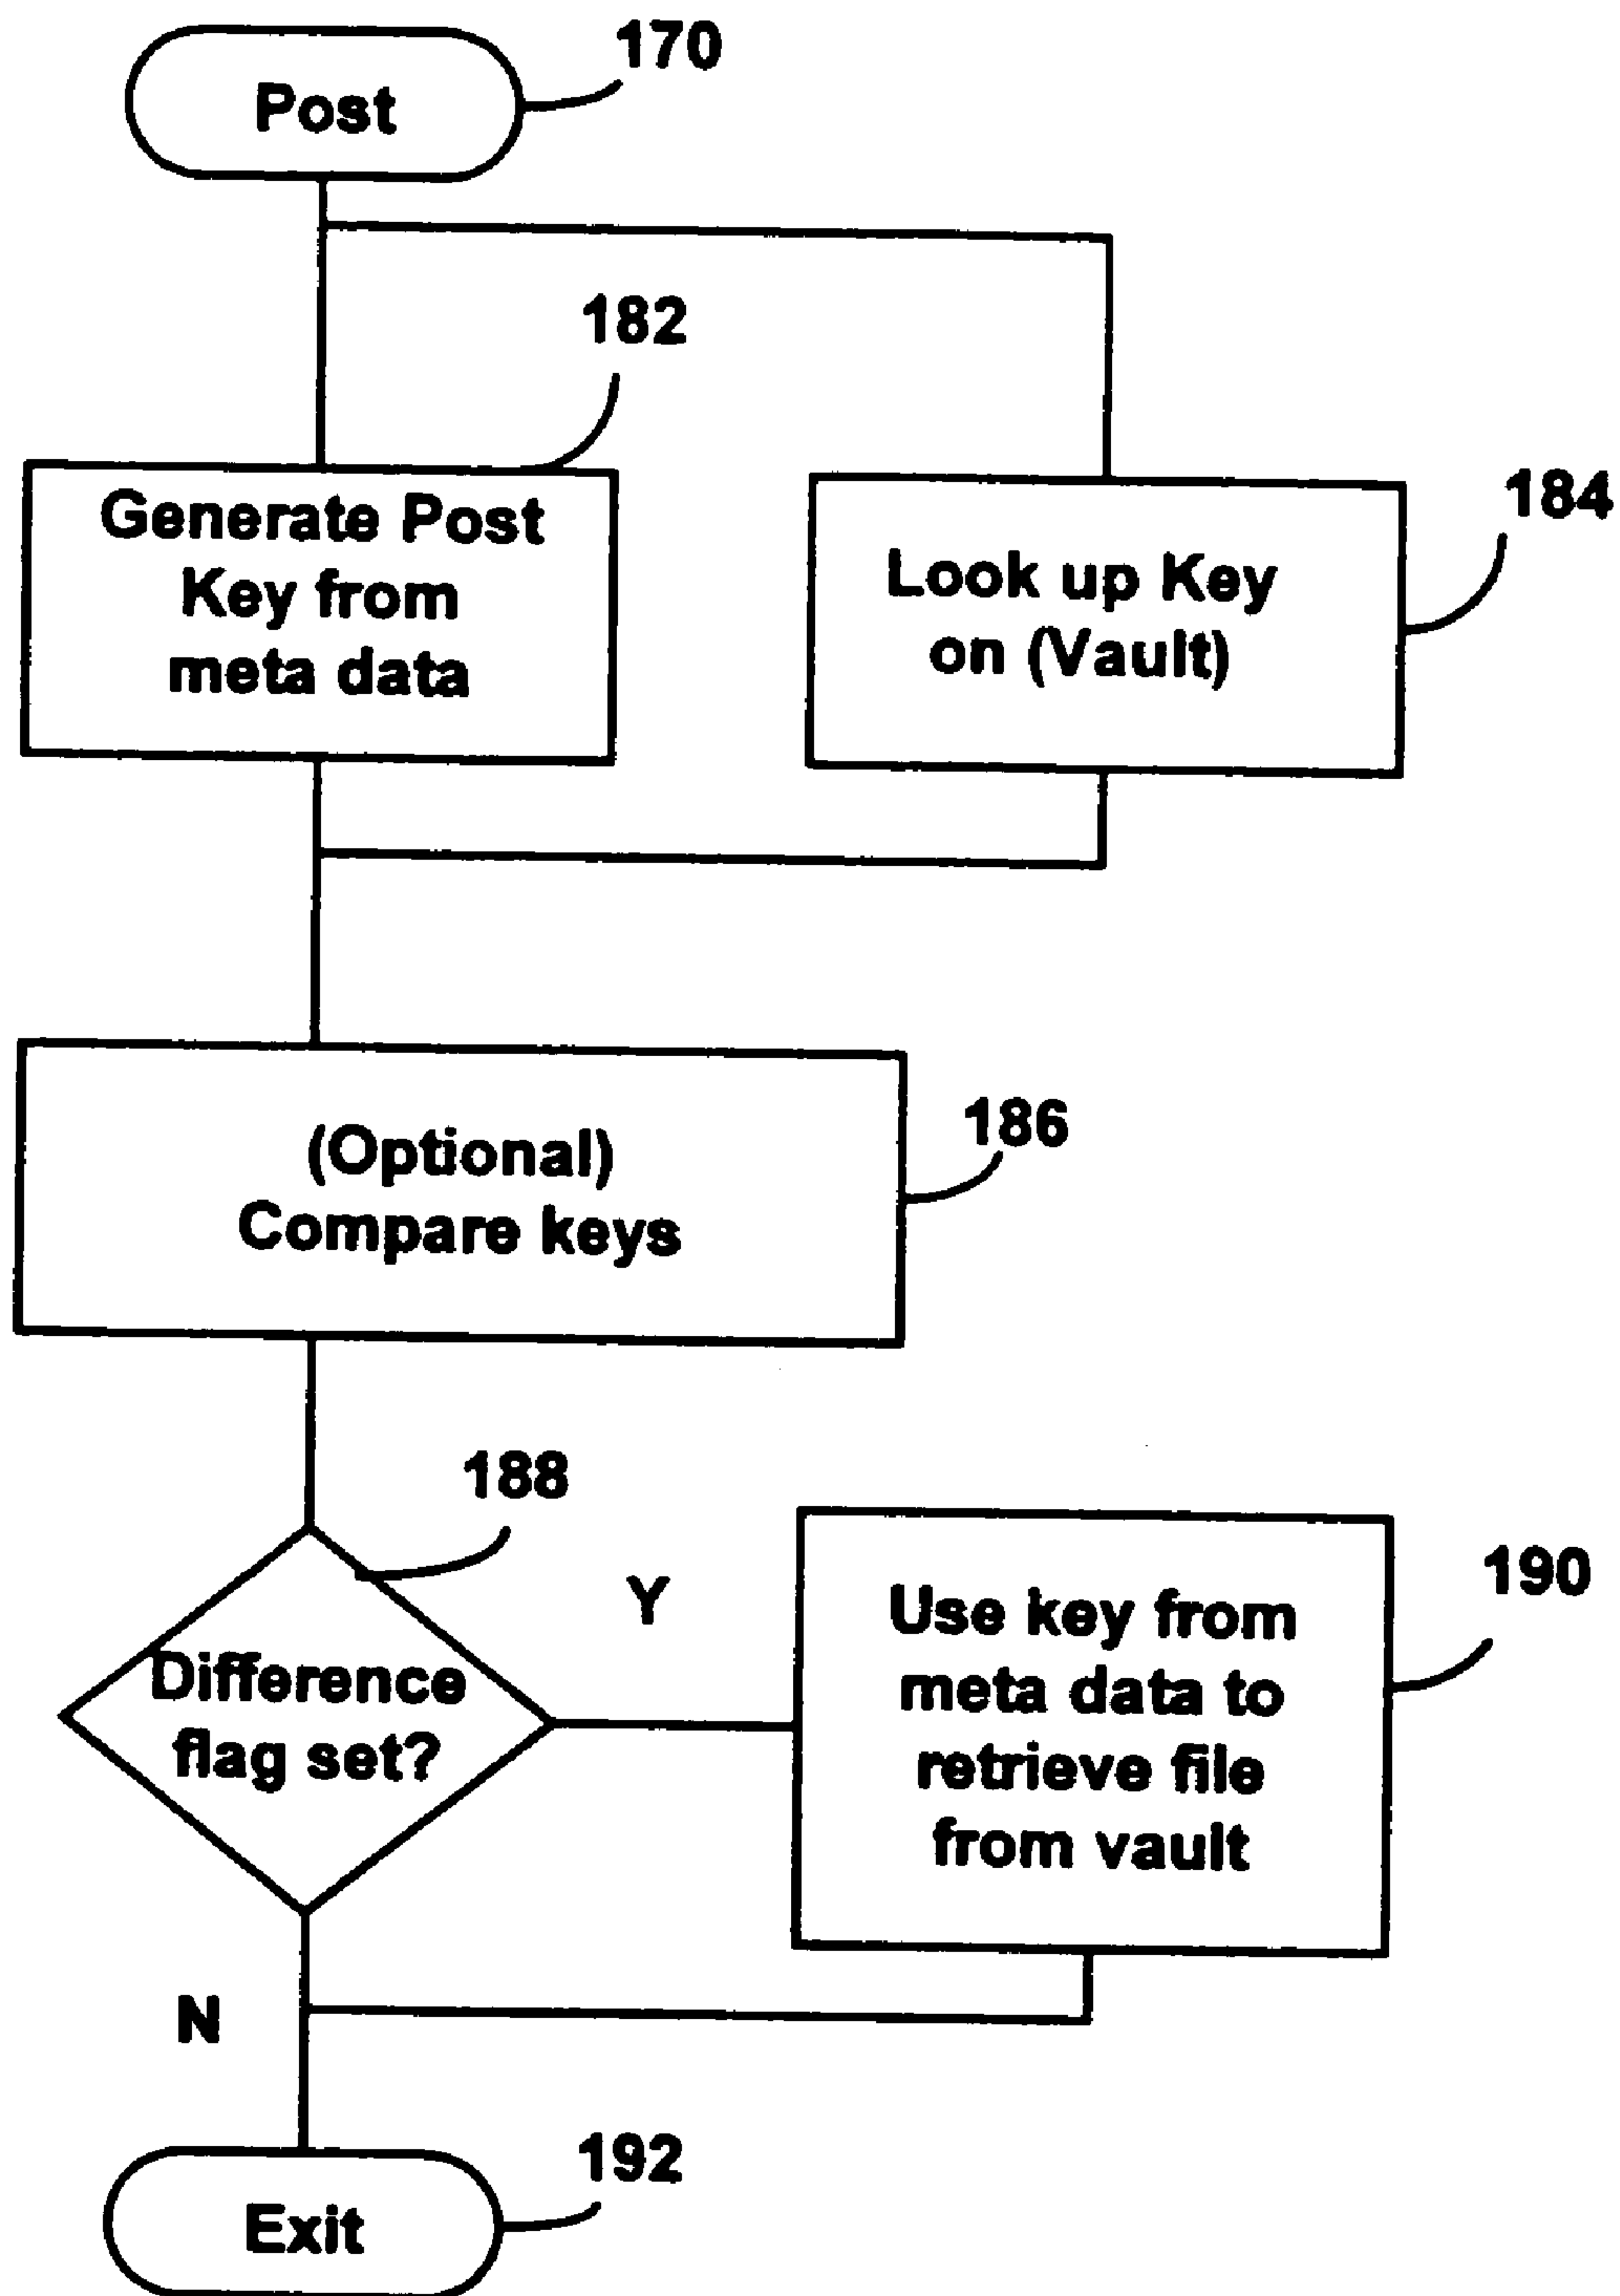 170
Post
182
Generate Post
Key from
meta data
184
Look up Key
on (Vault)
(Optional)
Compare keys
186
188
Difference
flag set?
Y
N
Use key from
meta data to
retrieve file
from vault
190
Exit
192